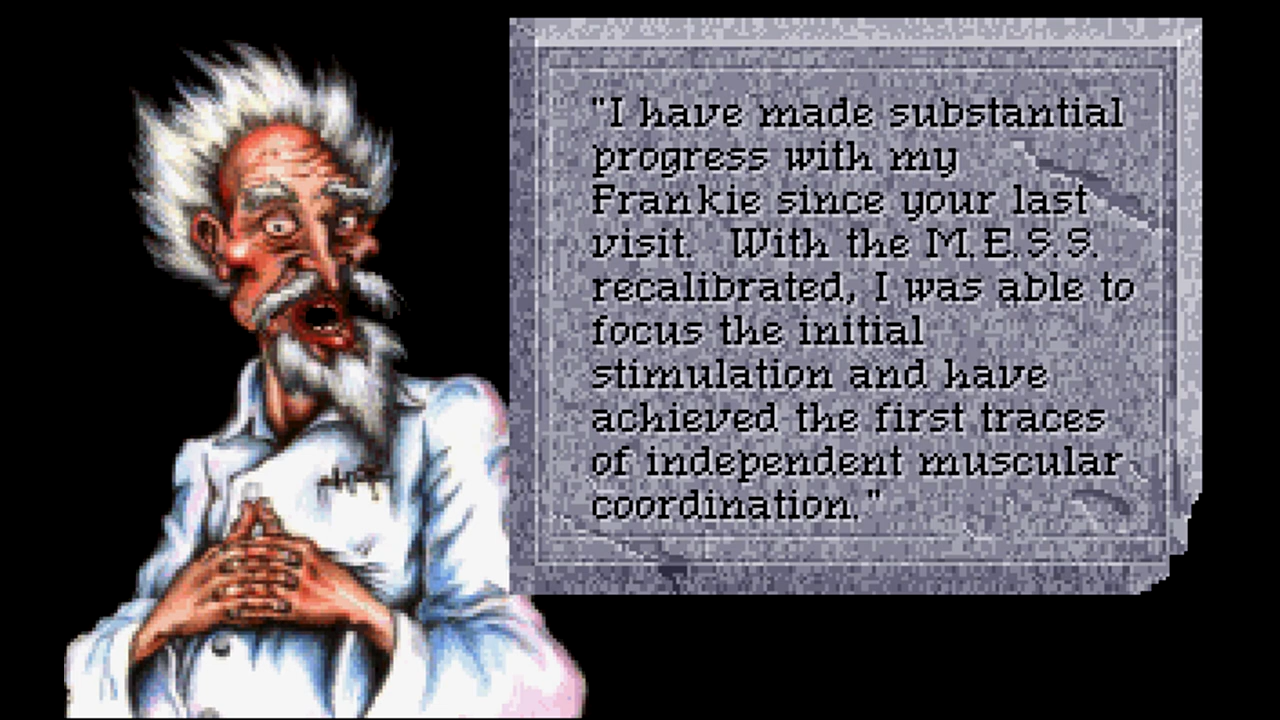 "I have made substantial
progress with my
Frankie since your last
visit. With the M.E.S.S.
recalibrated, I was able to
focus the initial
stimulation and have
achieved the first traces
of independent muscular
coordination."